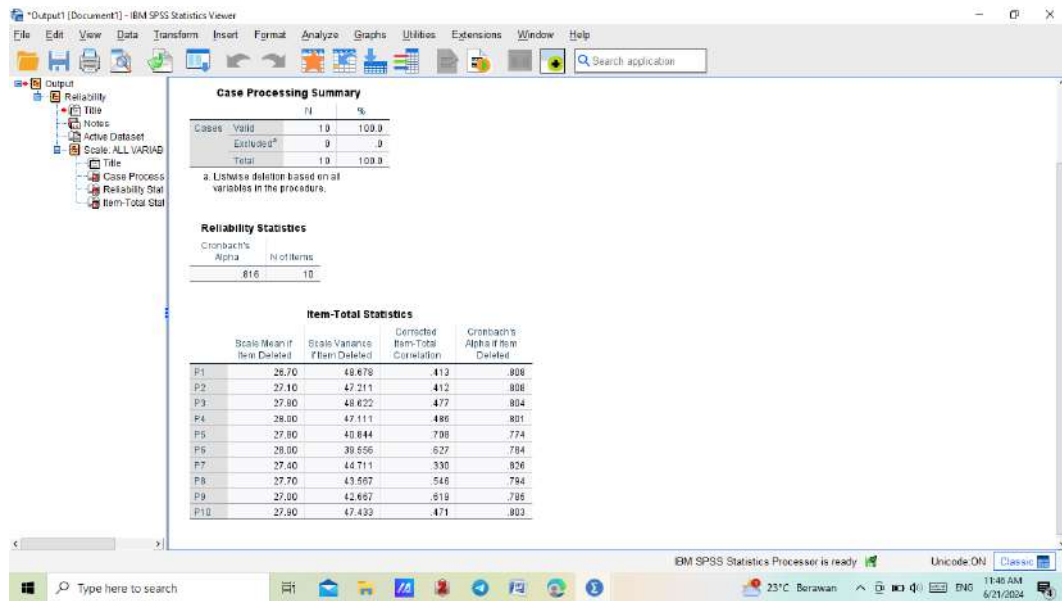 *Output1 [Document1] - IBM SPSS Statistics Viewer
File Edit View Data Transform Insert Format Analyze Graphs Utilities Extensions Window Help
Search application
Output
Reliability
Title
Notes
Active Dataset
Scale: ALL VARIAB
Title
Case Process
Reliability Stat
Item-Total Stat
Case Processing Summary
N %
Cases Valid 10 100.0
Excludedª 0 .0
Total 10 100.0
a. Listwise deletion based on all
variables in the procedure.
Reliability Statistics
Cronbach's
Alpha N of Items
.816 10
Item-Total Statistics
Scale Mean if
Item Deleted Scale Variance
if Item Deleted Corrected
Item-Total
Correlation Cronbach's
Alpha if Item
Deleted
P1 26.70 48.678 .413 .808
P2 27.10 47.211 .412 .808
P3 27.90 48.622 .477 .804
P4 28.00 47.111 .486 .801
P5 27.80 40.844 .708 .774
P6 28.00 39.556 .627 .784
P7 27.40 44.711 .330 .826
P8 27.70 43.567 .546 .794
P9 27.00 42.667 .619 .786
P10 27.90 47.433 .471 .803
IBM SPSS Statistics Processor is ready Unicode:ON Classic
Type here to search 23°C Berawan ENG 11:46 AM
6/21/2024